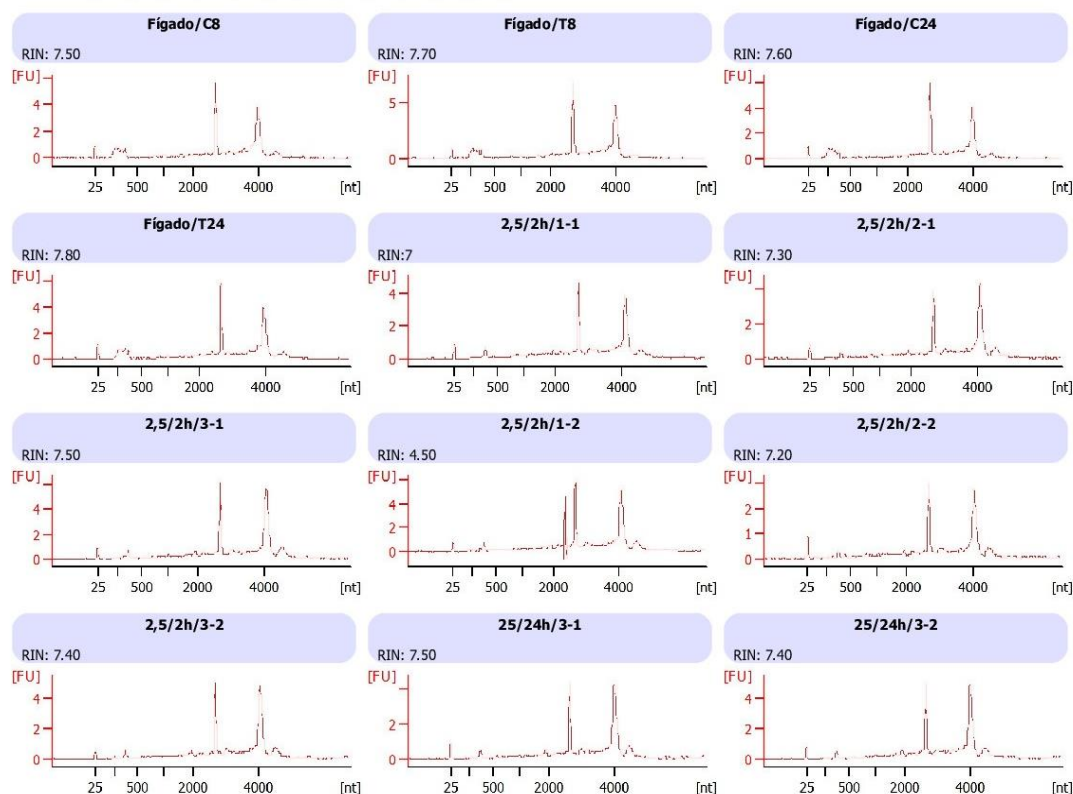 Fígado/C8
RIN: 7.50
[FU]
4
2
0
25 500 2000 4000 [nt]
Fígado/T8
RIN: 7.70
[FU]
5
0
25 500 2000 4000 [nt]
Fígado/C24
RIN: 7.60
[FU]
4
2
0
25 500 2000 4000 [nt]
Fígado/T24
RIN: 7.80
[FU]
4
2
0
25 500 2000 4000 [nt]
2,5/2h/1-1
RIN:7
[FU]
4
2
0
25 500 2000 4000 [nt]
2,5/2h/2-1
RIN: 7.30
[FU]
2
0
25 500 2000 4000 [nt]
2,5/2h/3-1
RIN: 7.50
[FU]
4
2
0
25 500 2000 4000 [nt]
2,5/2h/1-2
RIN: 4.50
[FU]
4
2
0
25 500 2000 4000 [nt]
2,5/2h/2-2
RIN: 7.20
[FU]
2
1
0
25 500 2000 4000 [nt]
2,5/2h/3-2
RIN: 7.40
[FU]
4
2
0
25 500 2000 4000 [nt]
25/24h/3-1
RIN: 7.50
[FU]
2
0
25 500 2000 4000 [nt]
25/24h/3-2
RIN: 7.40
[FU]
4
2
0
25 500 2000 4000 [nt]